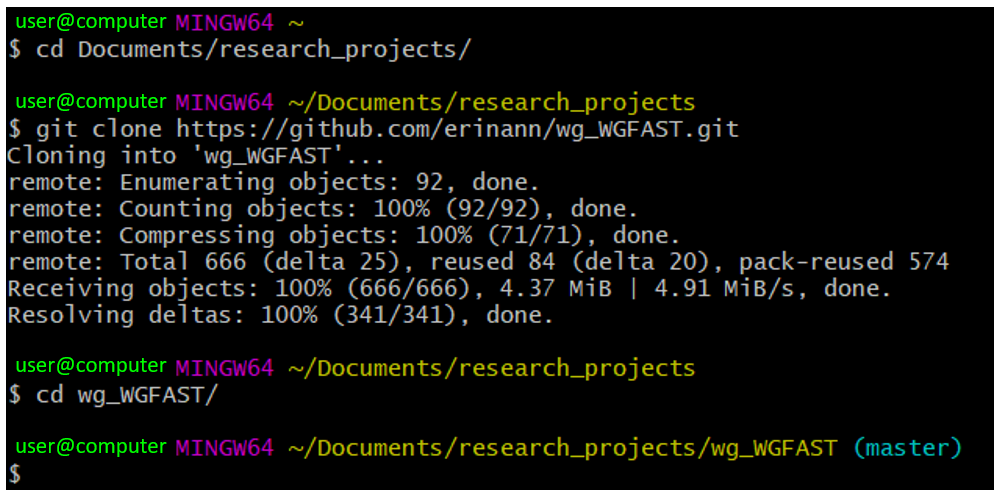 user@computer MINGW64 ~
$ cd Documents/research_projects/
user@computer MINGW64 ~/Documents/research_projects
$ git clone https://github.com/erinann/wg_WGFAST.git
Cloning into 'wg_WGFAST'...
remote: Enumerating objects: 92, done.
remote: Counting objects: 100% (92/92), done.
remote: Compressing objects: 100% (71/71), done.
remote: Total 666 (delta 25), reused 84 (delta 20), pack-reused 574
Receiving objects: 100% (666/666), 4.37 MiB | 4.91 MiB/s, done.
Resolving deltas: 100% (341/341), done.
user@computer MINGW64 ~/Documents/research_projects
$ cd wg_WGFAST/
user@computer MINGW64 ~/Documents/research_projects/wg_WGFAST (master)
$